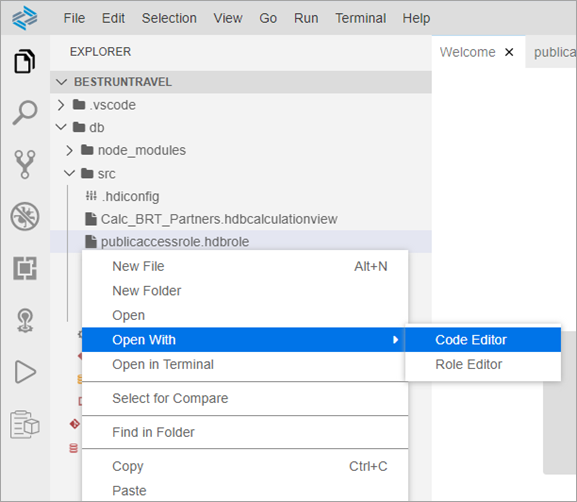 File Edit Selection View Go Run Terminal Help
EXPLORER
Welcome × publica
BESTRUNTRAVEL
.vscode
db
node_modules
src
.hdiconfig
Calc_BRT_Partners.hdbcalculationview
publicaccessrole.hdbrole
New File Alt+N
New Folder
Open
Open With
Code Editor
Open in Terminal
Role Editor
Select for Compare
Find in Folder
Copy Ctrl+C
Paste